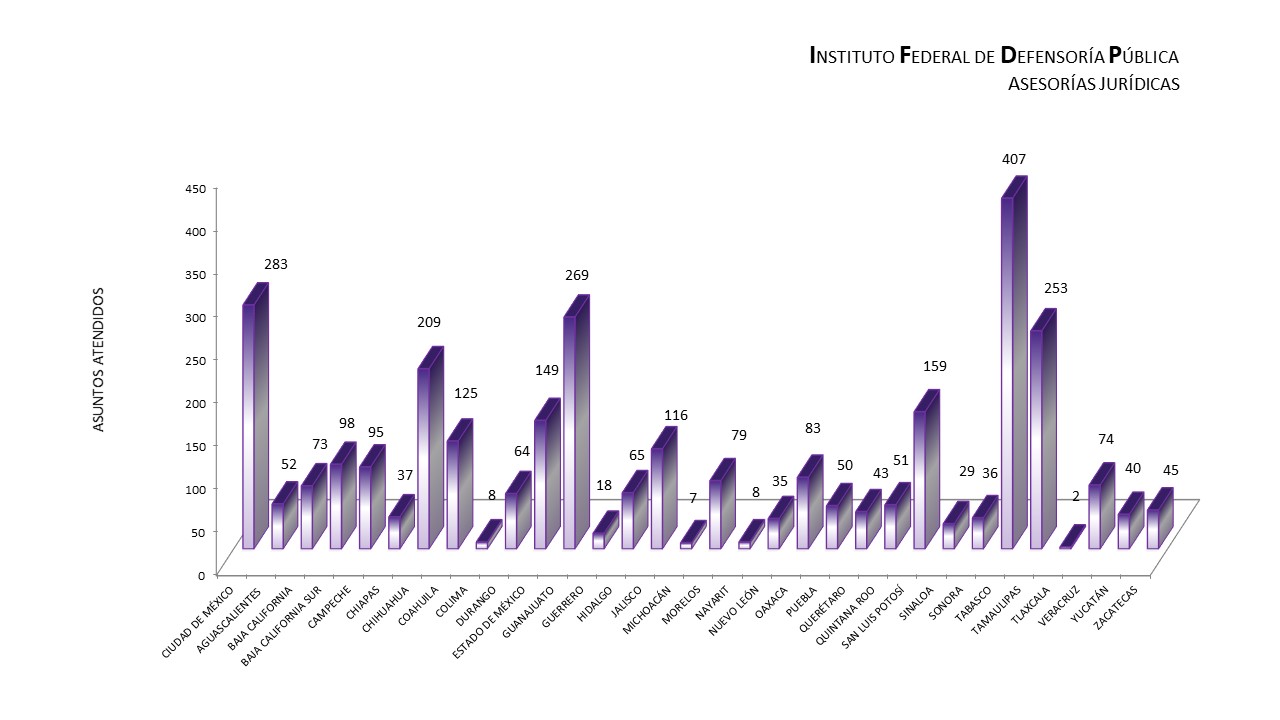 INSTITUTO FEDERAL DE DEFENSORÍA PÚBLICA
ASESORÍAS JURÍDICAS
ASUNTOS ATENDIDOS
450
400
350
300
250
200
150
100
50
0
283
52
73
98
95
37
209
125
8
64
149
269
18
65
116
7
79
8
35
83
50
43
51
159
29
36
407
253
2
74
40
45
CIUDAD DE MÉXICO
AGUASCALIENTES
BAJA CALIFORNIA
BAJA CALIFORNIA SUR
CAMPECHE
CHIAPAS
CHIHUAHUA
COAHUILA
COLIMA
DURANGO
ESTADO DE MÉXICO
GUANAJUATO
GUERRERO
HIDALGO
JALISCO
MICHOACÁN
MORELOS
NAYARIT
NUEVO LEÓN
OAXACA
PUEBLA
QUERÉTARO
QUINTANA ROO
SAN LUIS POTOSÍ
SINALOA
SONORA
TABASCO
TAMAULIPAS
TLAXCALA
VERACRUZ
YUCATÁN
ZACATECAS